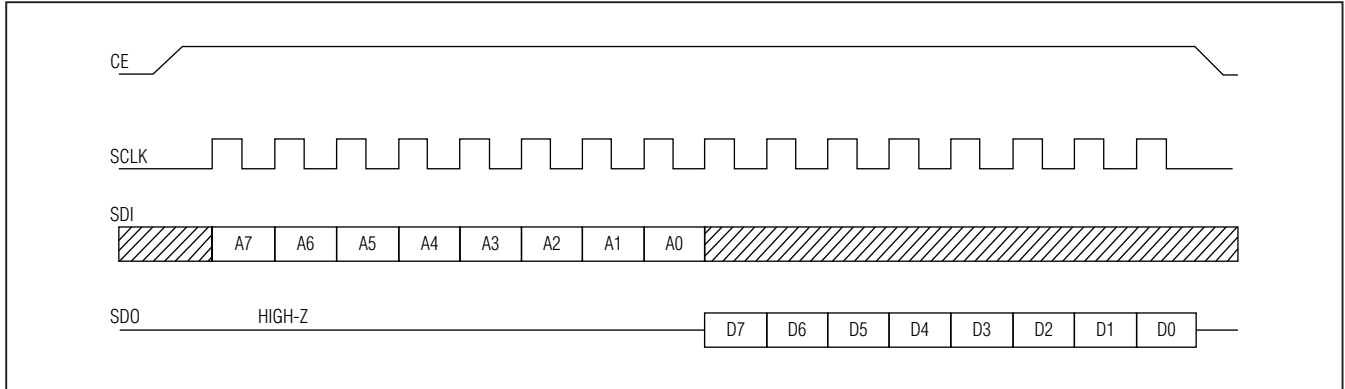 CE
SCLK
SDI
A7 A6 A5 A4 A3 A2 A1 A0
SDO HIGH-Z
D7 D6 D5 D4 D3 D2 D1 D0